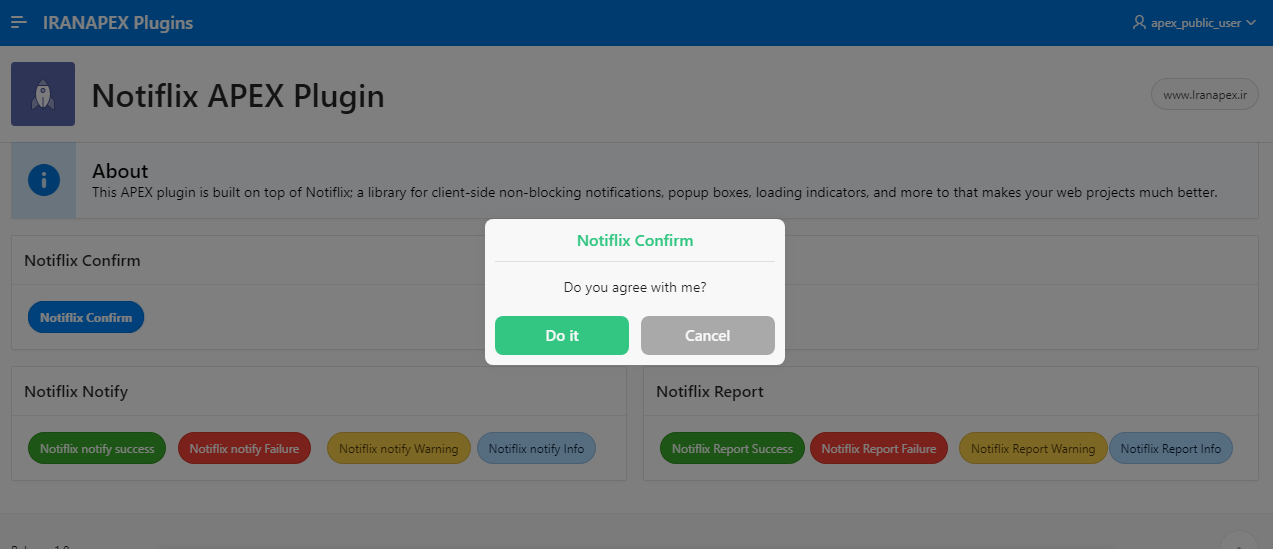 IRANAPEX Plugins
apex_public_user
Notiflix APEX Plugin
www.Iranapex.ir
About
This APEX plugin is built on top of Notiflix; a library for client-side non-blocking notifications, popup boxes, loading indicators, and more to that makes your web projects much better.
Notiflix Confirm
Notiflix Confirm
Notiflix Confirm
Do you agree with me?
Do it
Cancel
Notiflix Notify
Notiflix notify success
Notiflix notify Failure
Notiflix notify Warning
Notiflix notify Info
Notiflix Report
Notiflix Report Success
Notiflix Report Failure
Notiflix Report Warning
Notiflix Report Info